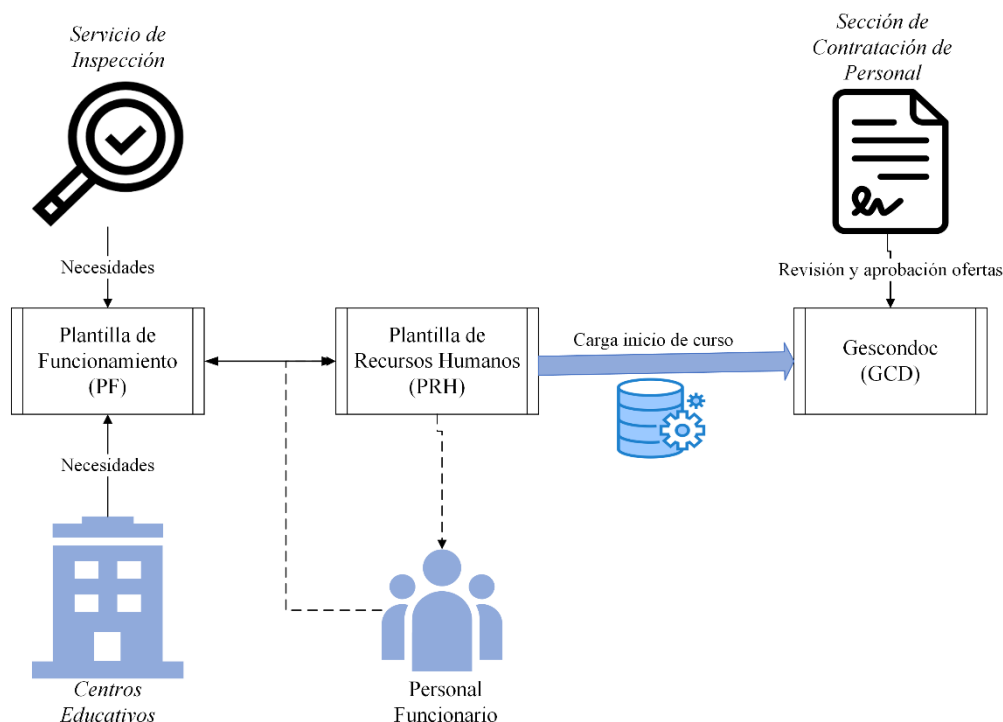 Servicio de
Inspección
Sección de
Contratación de
Personal
Necesidades
Revisión y aprobación ofertas
Plantilla de
Funcionamiento
(PF)
Plantilla de
Recursos Humanos
(PRH)
Carga inicio de curso
Gescondoc
(GCD)
Necesidades
Centros
Educativos
Personal
Funcionario